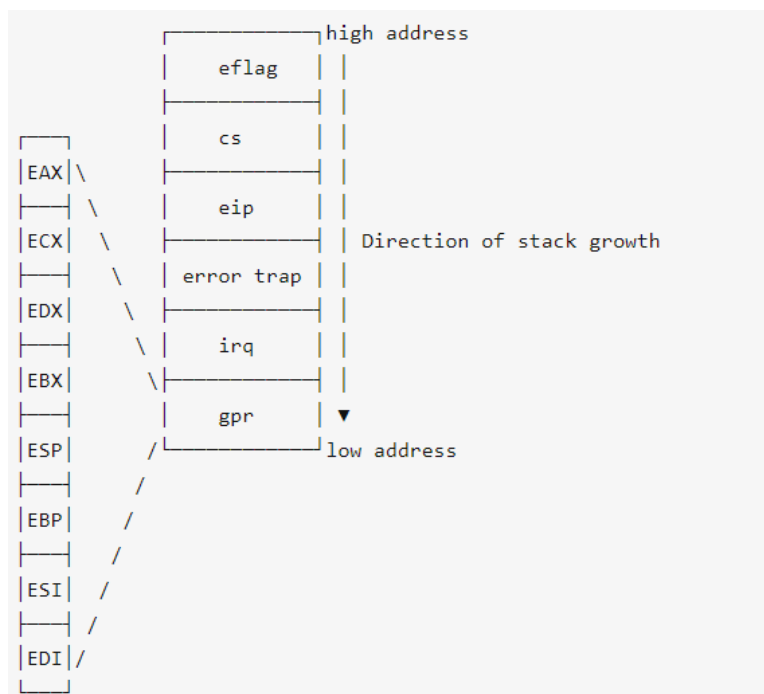 high address
eflag
cs
EAX
eip
ECX
Direction of stack growth
error trap
EDX
irq
EBX
gpr
ESP
low address
EBP
ESI
EDI